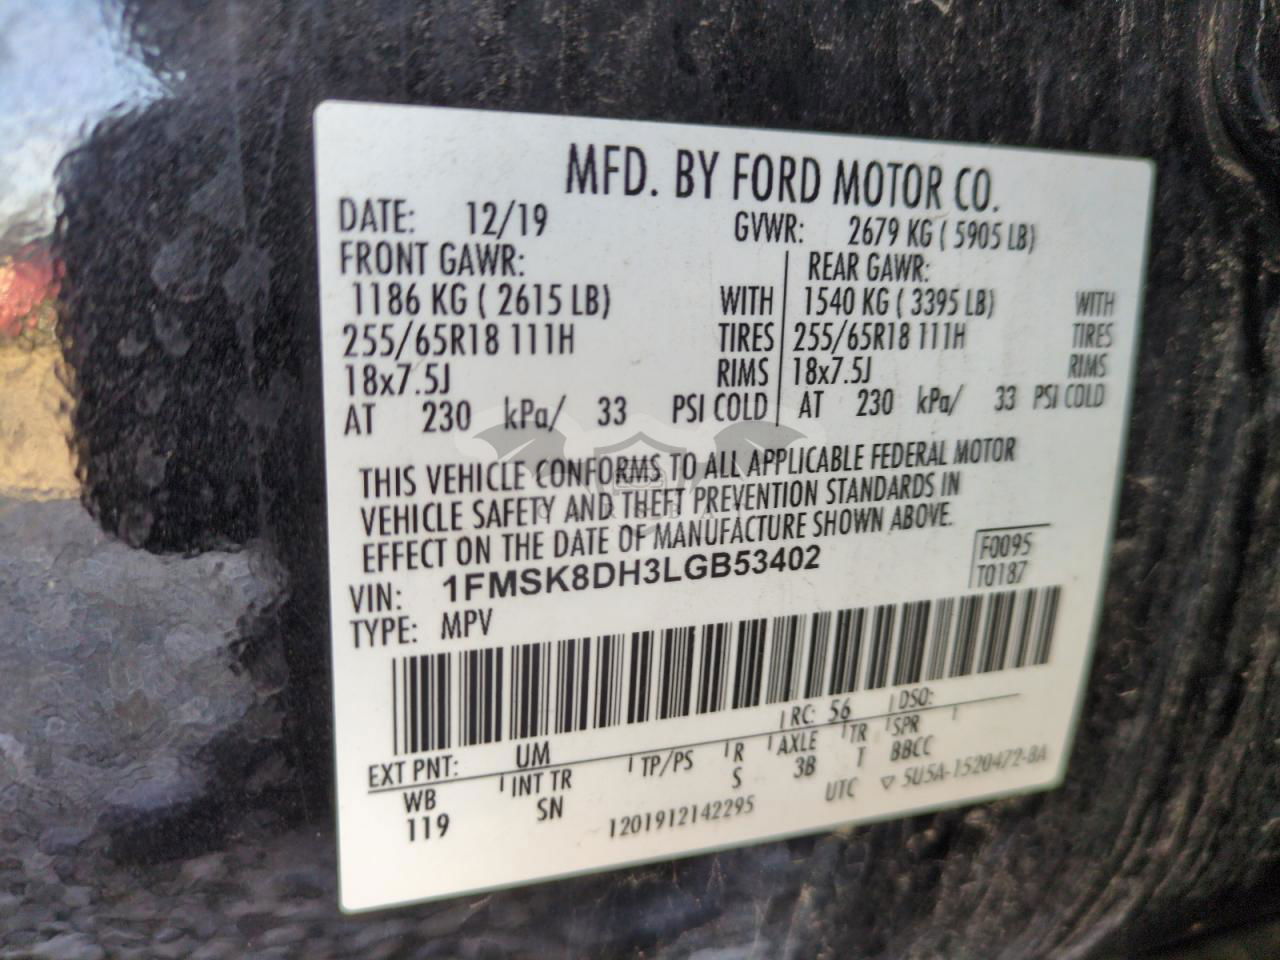 MFD. BY FORD MOTOR CO.
DATE: 12/19 GVWR: 2679 KG ( 5905 LB)
FRONT GAWR: REAR GAWR:
1186 KG ( 2615 LB) WITH 1540 KG ( 3395 LB) WITH
255/65R18 111H TIRES 255/65R18 111H TIRES
18x7.5J RIMS 18x7.5J RIMS
AT 230 kPa/ 33 PSI COLD AT 230 kPa/ 33 PSI COLD
THIS VEHICLE CONFORMS TO ALL APPLICABLE FEDERAL MOTOR
VEHICLE SAFETY AND THEFT PREVENTION STANDARDS IN
EFFECT ON THE DATE OF MANUFACTURE SHOWN ABOVE.
VIN: 1FMSK8DH3LGB53402
F0095
T0187
TYPE: MPV
EXT PNT: UM RC: 56 DSO:
WB INT TR TP/PS R AXLE TR SPR
119 SN S 3B T BBCC
1201912142295 UTC ▽ 5U5A-1520472-BA